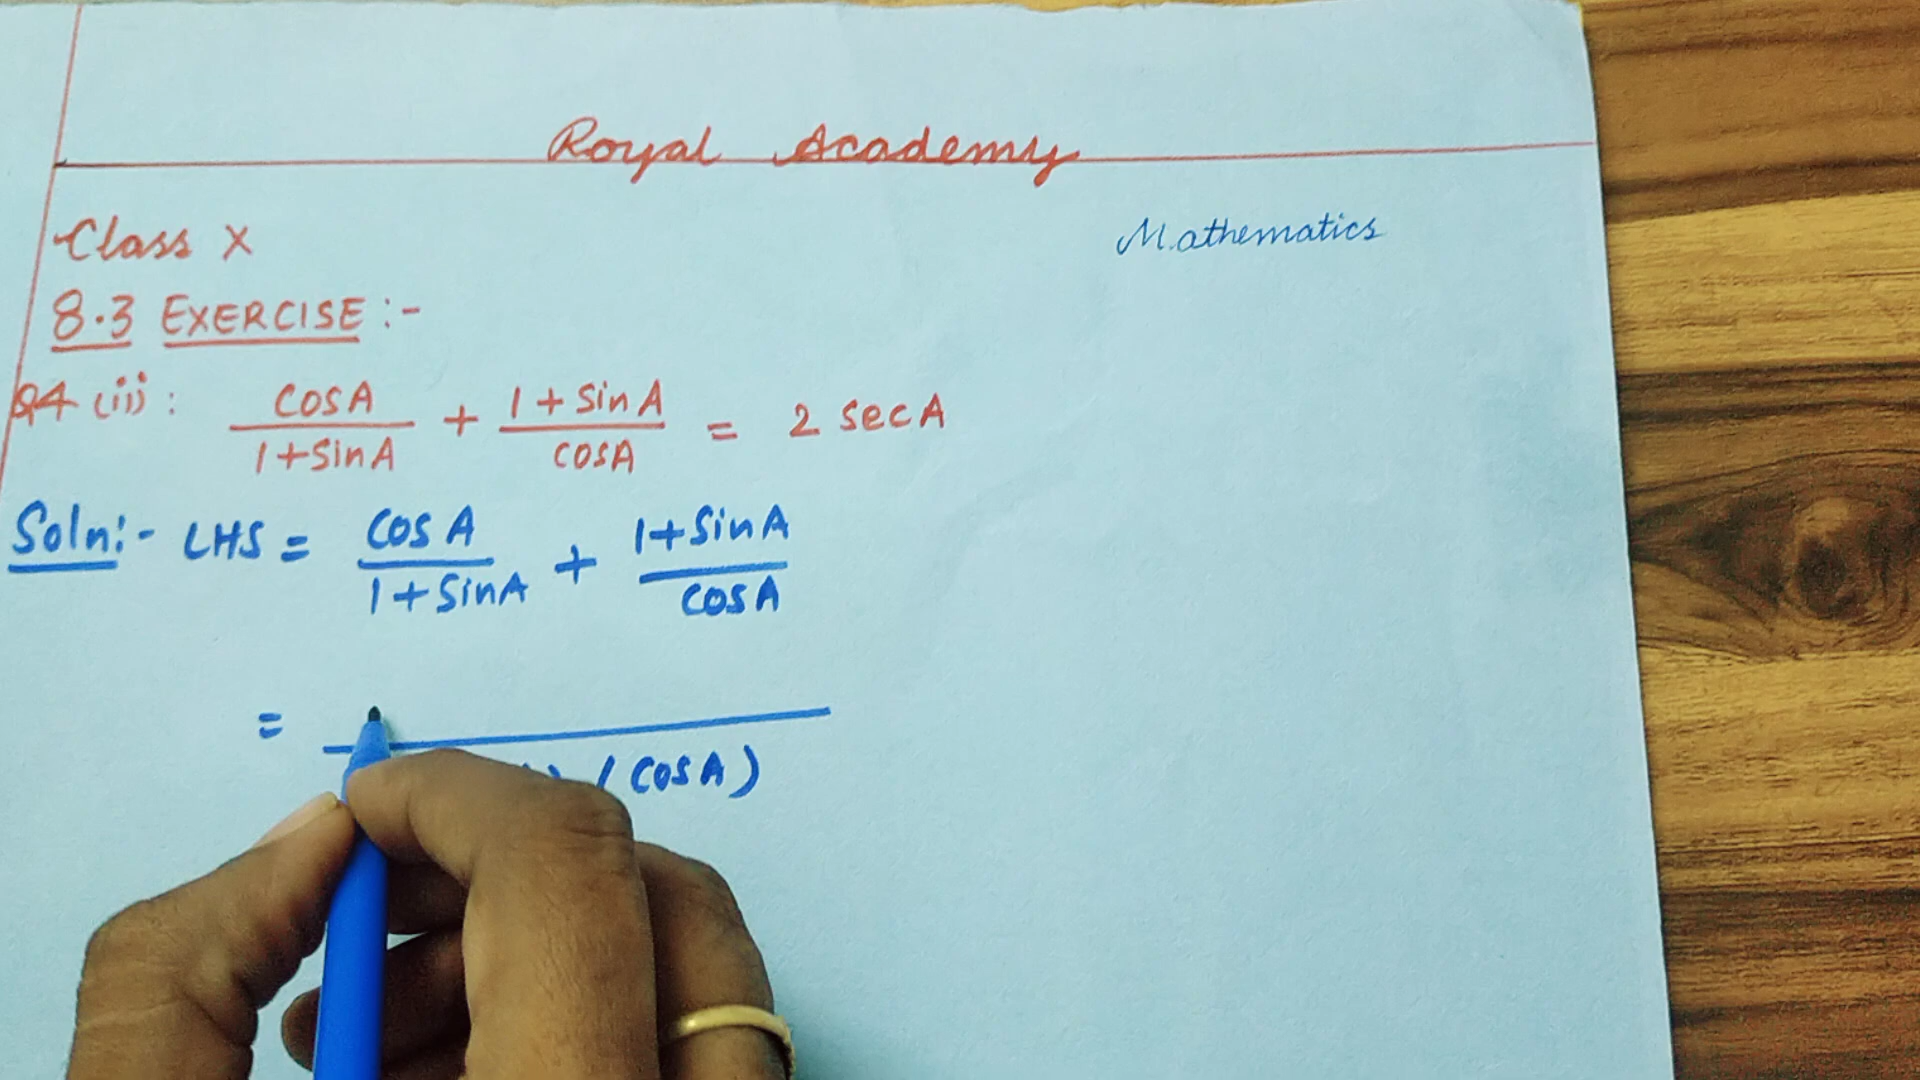 Royal Academy
Class X
Mathematics
8.3 EXERCISE :-
Q4 (ii) : cosA/1+sinA + 1+sinA/cosA = 2 secA
Soln:- LHS = cosA/1+sinA + 1+sinA/cosA
= ) (cosA)